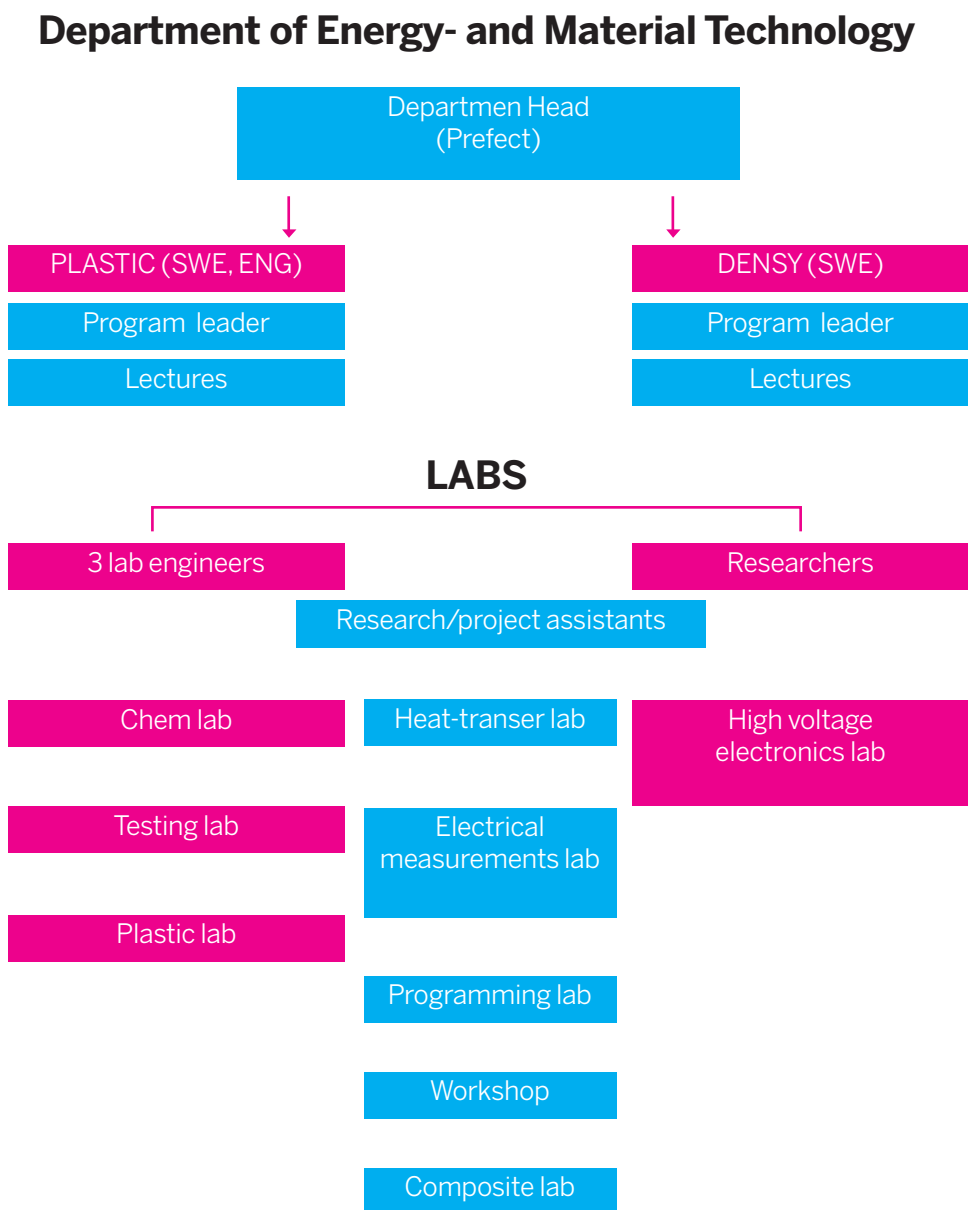 Department of Energy- and Material Technology
Departmen Head
(Prefect)
PLASTIC (SWE, ENG)
DENSY (SWE)
Program leader
Program leader
Lectures
Lectures
LABS
3 lab engineers
Researchers
Research/project assistants
Chem lab
Heat-transer lab
High voltage
electronics lab
Testing lab
Electrical
measurements lab
Plastic lab
Programming lab
Workshop
Composite lab